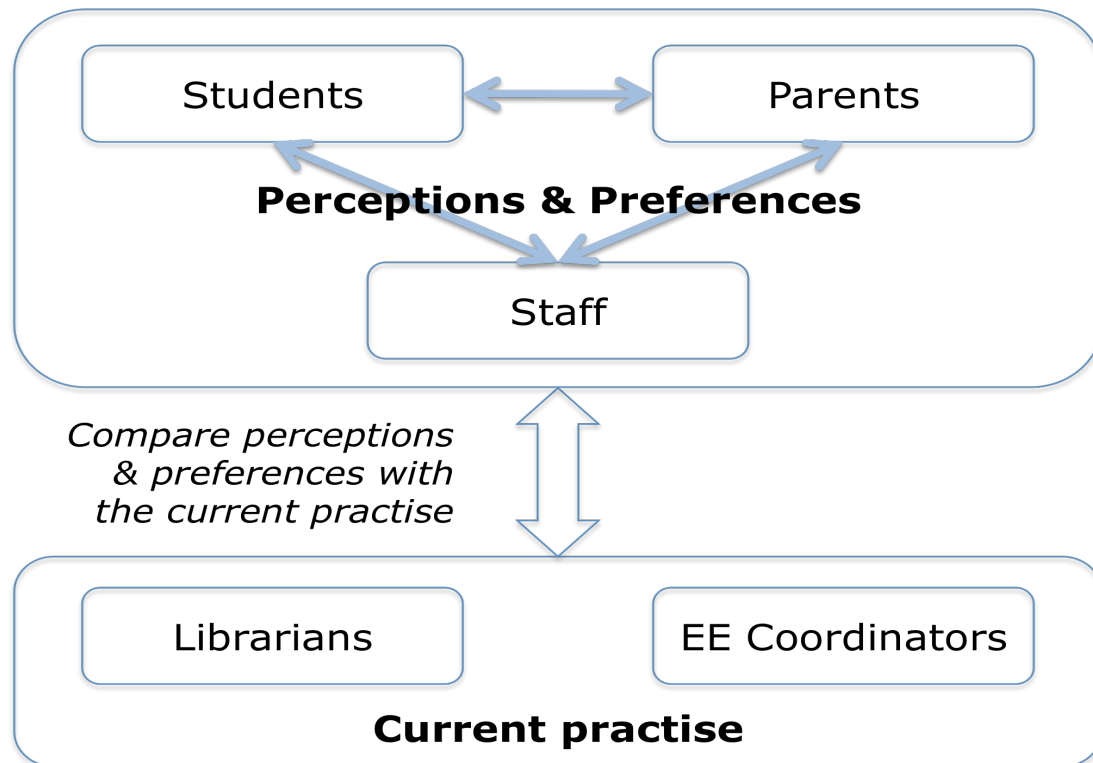 Students
Parents
Perceptions & Preferences
Staff
Compare perceptions
& preferences with
the current practise
Librarians
EE Coordinators
Current practise